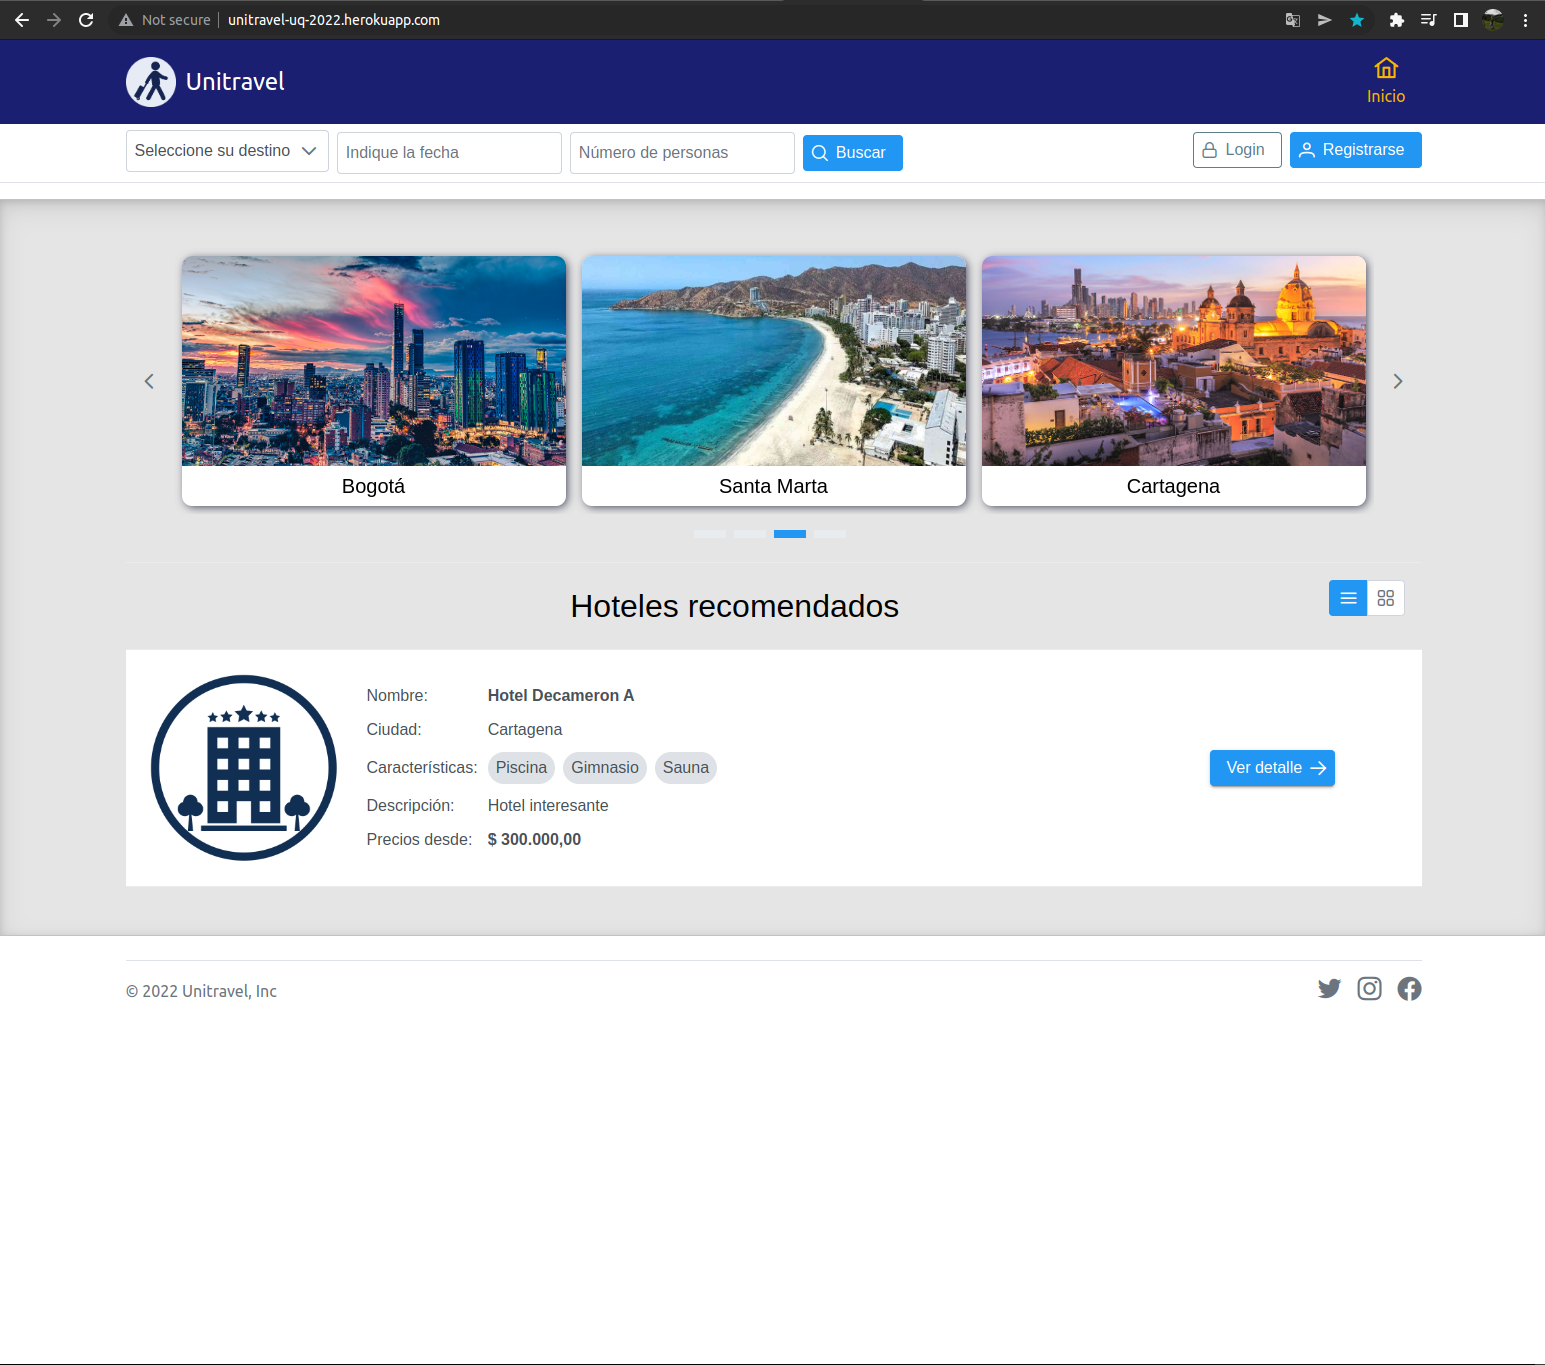 Not secure | unitravel-uq-2022.herokuapp.com
Unitravel
Inicio
Seleccione su destino
Indique la fecha
Número de personas
Buscar
Login
Registrarse
Bogotá
Santa Marta
Cartagena
Hoteles recomendados
Nombre: Hotel Decameron A
Ciudad: Cartagena
Características: Piscina Gimnasio Sauna
Descripción: Hotel interesante
Precios desde: $ 300.000,00
Ver detalle
© 2022 Unitravel, Inc